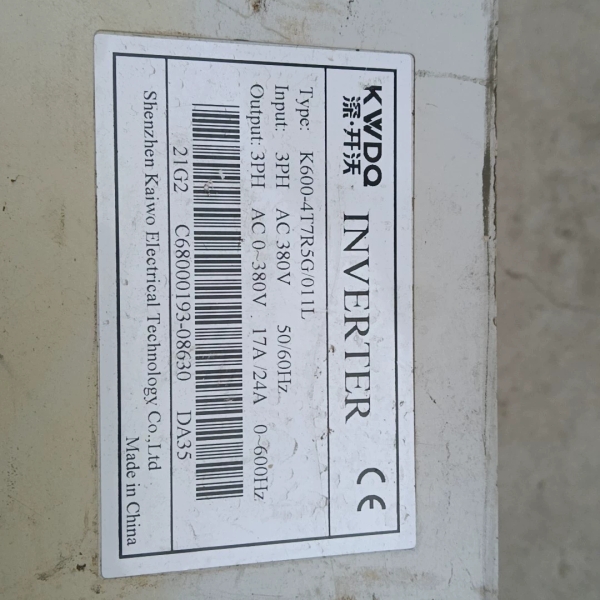 KWDQ
深·开沃
INVERTER
CE
Type: K600-4T7R5G/011L
Input: 3PH AC 380V 50/60Hz
Output: 3PH AC 0~380V 17A/24A 0~600Hz
21G2 C68000193-08630 DA35
Shenzhen Kaiwo Electrical Technology Co.,Ltd
Made in China